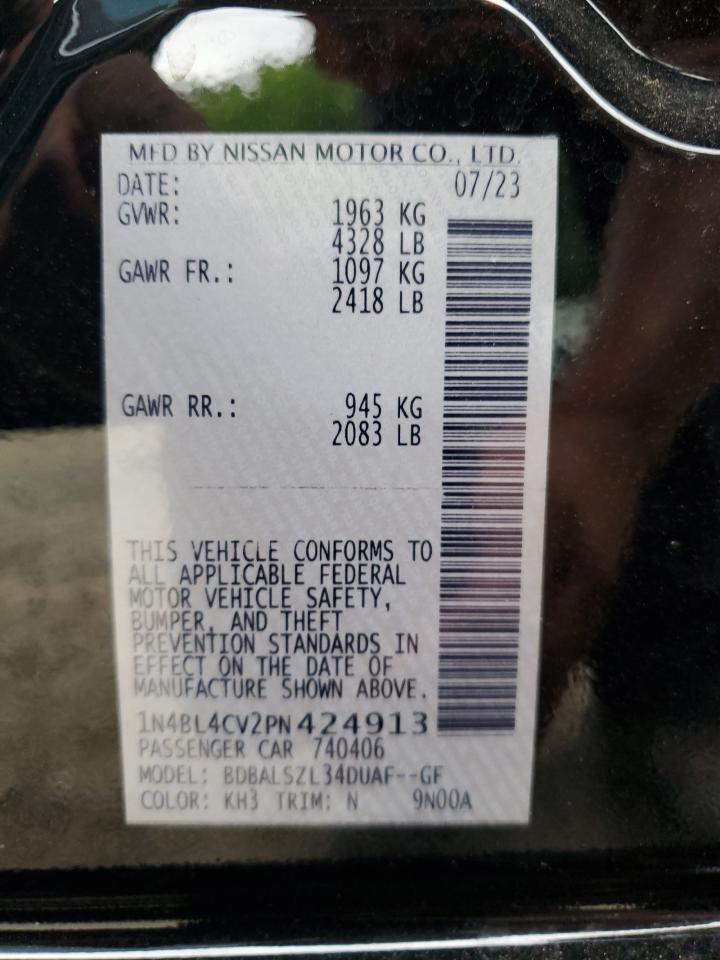 MFD BY NISSAN MOTOR CO., LTD.
DATE: 07/23
GVWR: 1963 KG
4328 LB
GAWR FR.: 1097 KG
2418 LB
GAWR RR.: 945 KG
2083 LB
THIS VEHICLE CONFORMS TO
ALL APPLICABLE FEDERAL
MOTOR VEHICLE SAFETY,
BUMPER, AND THEFT
PREVENTION STANDARDS IN
EFFECT ON THE DATE OF
MANUFACTURE SHOWN ABOVE.
1N4BL4CV2PN424913
PASSENGER CAR 740406
MODEL: BDBALSZL34DUAF--GF
COLOR: KH3 TRIM: N 9N00A